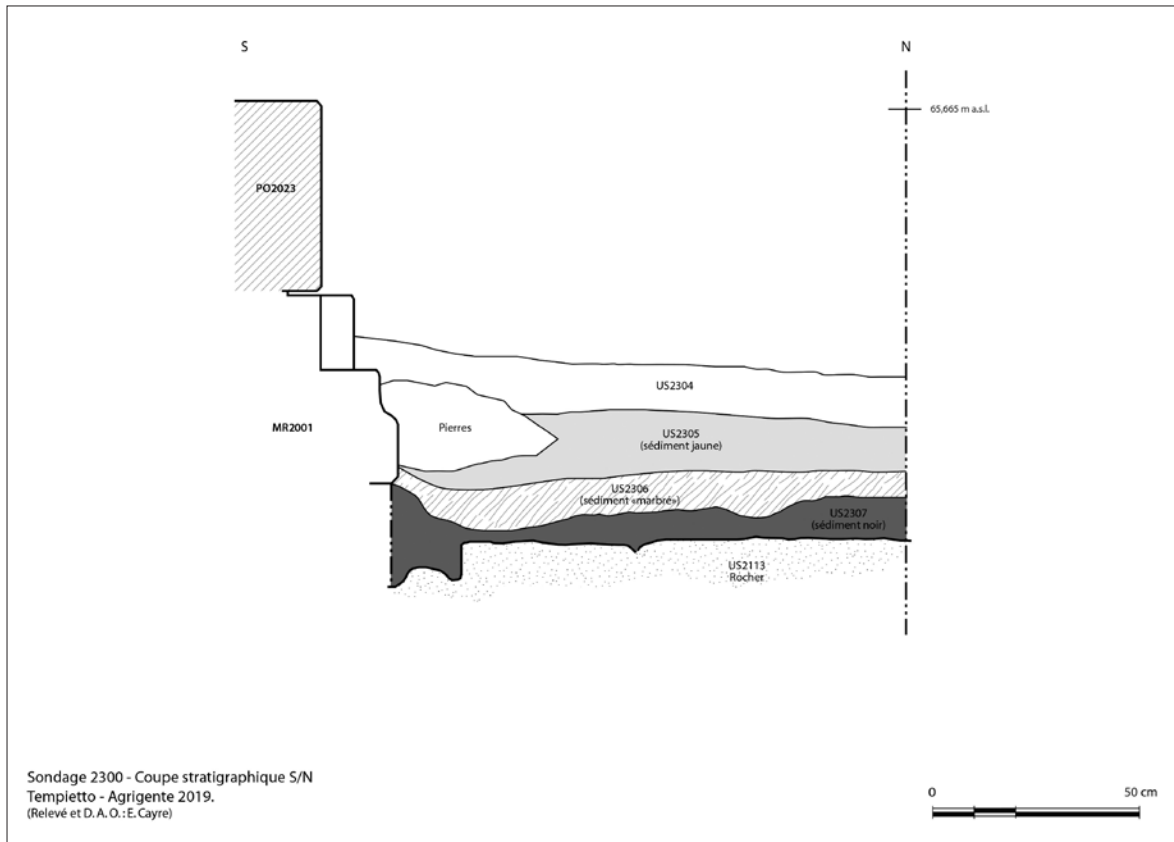 S
N
65,665 m a.s.l.
PO2023
US2304
MR2001
Pierres
US2305
(sédiment jaune)
US2306
(sédiment «marbré»)
US2307
(sédiment noir)
US2113
Rocher
Sondage 2300 - Coupe stratigraphique S/N
Tempietto - Agrigente 2019.
(Relevé et D.A.O.: E. Cayre)
0
50 cm